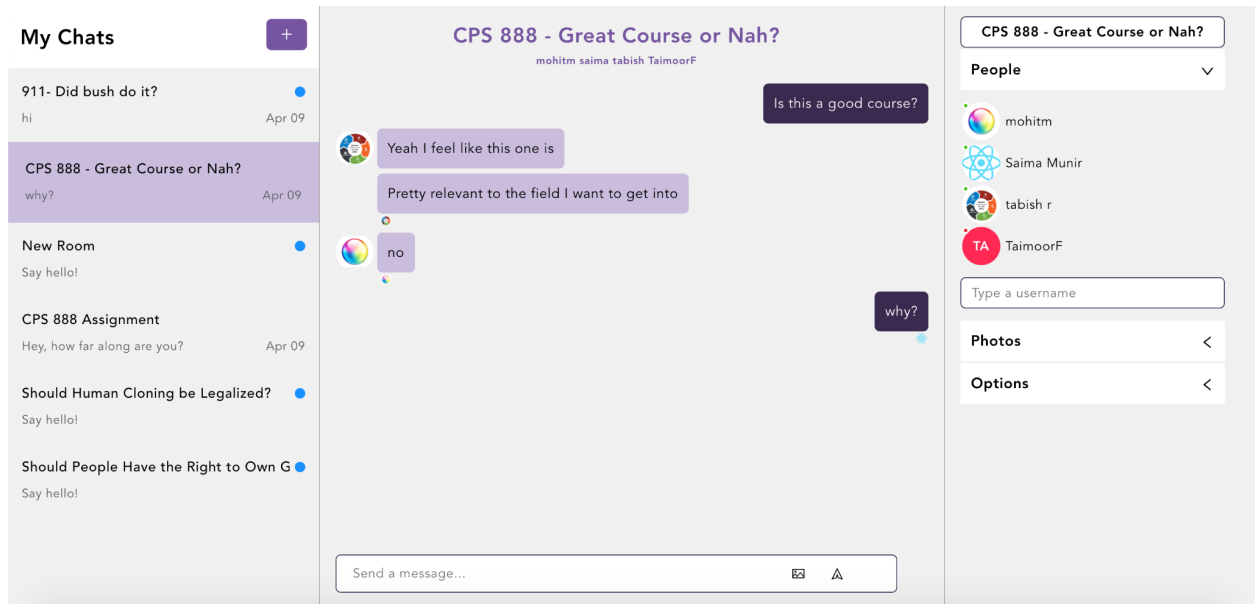 My Chats
+
911- Did bush do it?
hi
Apr 09
CPS 888 - Great Course or Nah?
why?
Apr 09
New Room
Say hello!
CPS 888 Assignment
Hey, how far along are you?
Apr 09
Should Human Cloning be Legalized?
Say hello!
Should People Have the Right to Own G
Say hello!
CPS 888 - Great Course or Nah?
mohitm saima tabish TaimoorF
Is this a good course?
Yeah I feel like this one is
Pretty relevant to the field I want to get into
no
why?
Send a message...
CPS 888 - Great Course or Nah?
People
mohitm
Saima Munir
tabish r
TA
TaimoorF
Type a username
Photos
Options